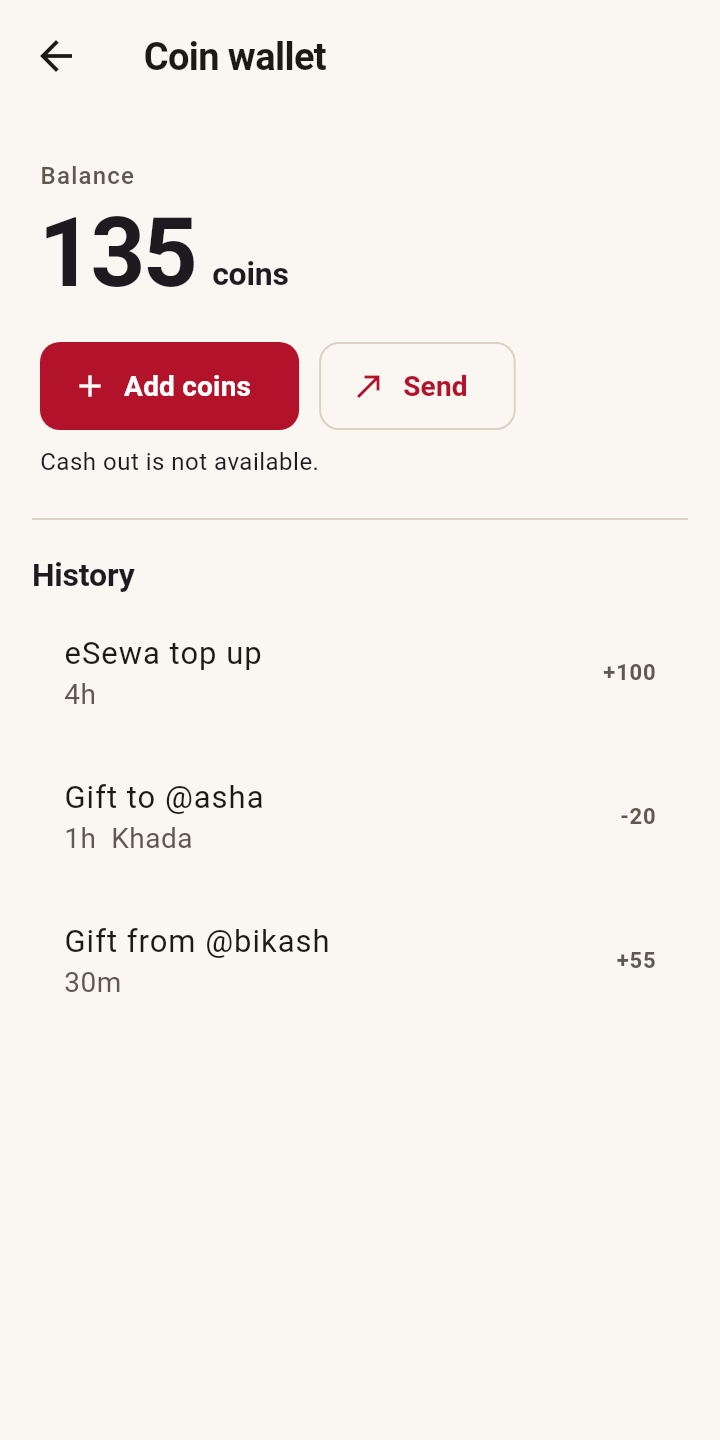 Coin wallet
Balance
135 coins
Add coins
Send
Cash out is not available.
History
eSewa top up
4h
+100
Gift to @asha
1h  Khada
-20
Gift from @bikash
30m
+55